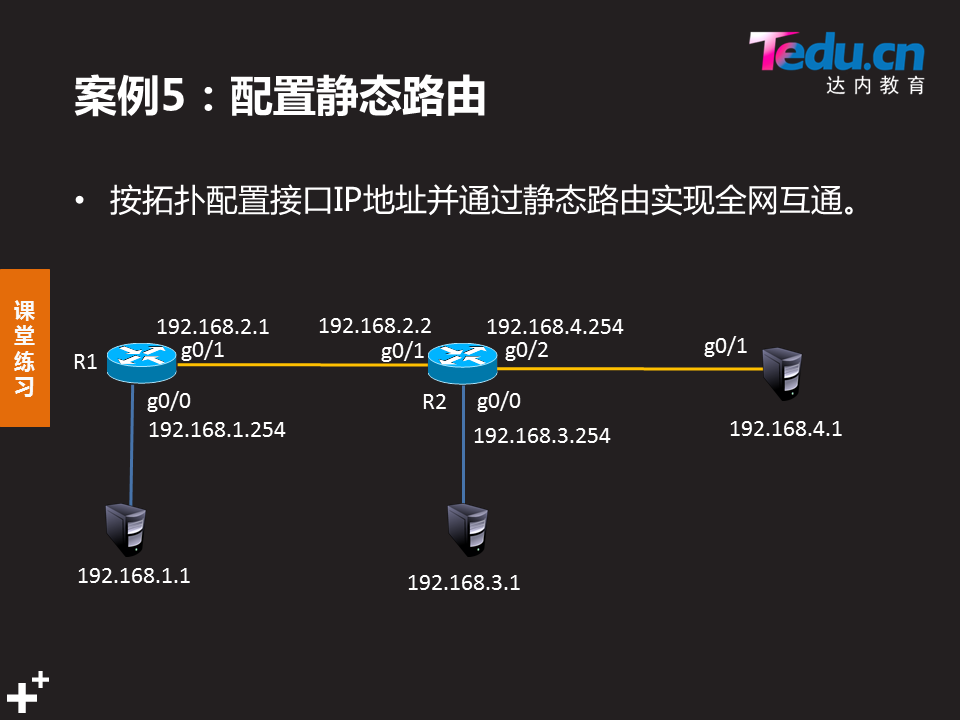 Tedu.cn
达内教育
案例5：配置静态路由
• 按拓扑配置接口IP地址并通过静态路由实现全网互通。
课堂练习
192.168.2.1
192.168.2.2
192.168.4.254
R1
g0/1
g0/1
g0/2
g0/1
g0/0
R2
g0/0
192.168.1.254
192.168.3.254
192.168.4.1
192.168.1.1
192.168.3.1